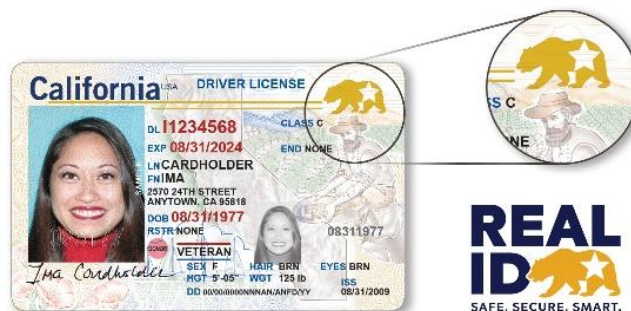 California USA DRIVER LICENSE
DL I1234568 CLASS C
EXP 08/31/2024 END NONE
LN CARDHOLDER
FN IMA
2570 24TH STREET
ANYTOWN, CA 95818
DOB 08/31/1977
RSTR NONE 08311977
DONOR
VETERAN
SEX F HAIR BRN EYES BRN
HGT 5'-05" WGT 125 lb ISS
DD 00/00/0000NNNAN/ANFD/YY 08/31/2009
Ima Cardholder
SS C
NE
REAL
ID
SAFE. SECURE. SMART.